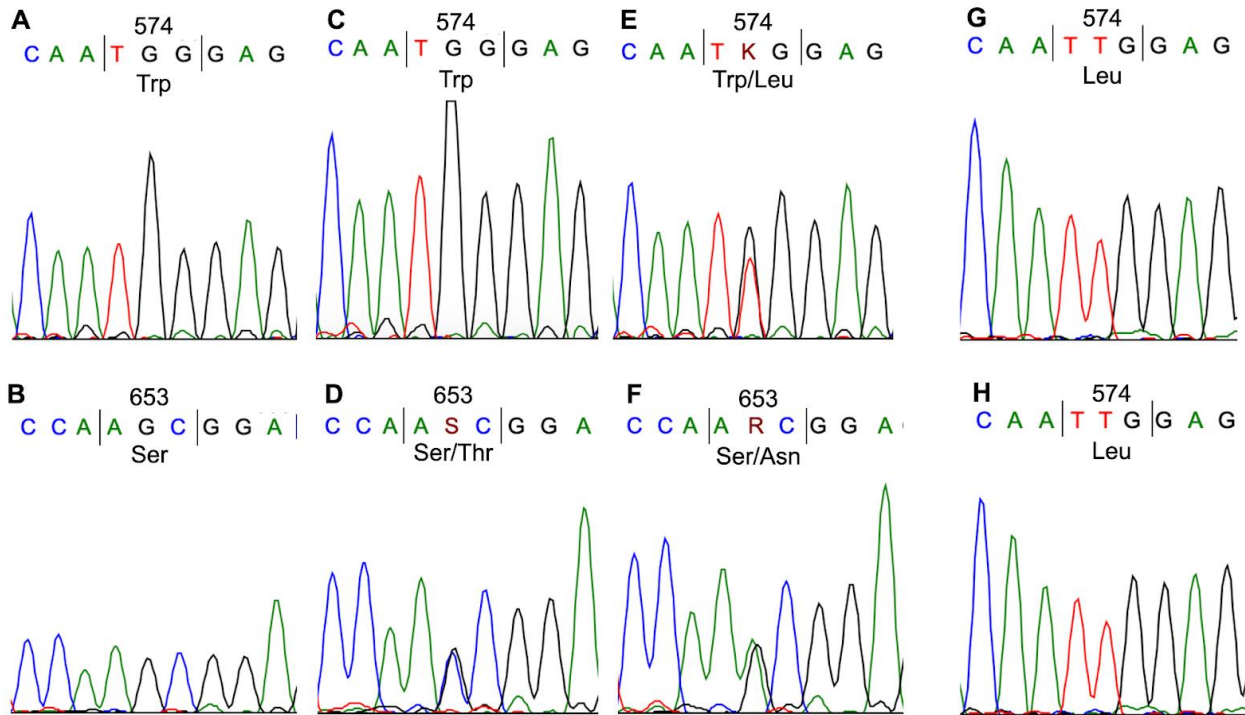 A
574
C A A | T G G | G A G
Trp
C
574
C A A | T G G | G A G
Trp
E
574
C A A | T K G | G A G
Trp/Leu
G
574
C A A | T T G | G A G
Leu
B
653
C C A | A G C | G G A |
Ser
D
653
C C A | A S C | G G A
Ser/Thr
F
653
C C A | A R C | G G A
Ser/Asn
H
574
C A A | T T G | G A G
Leu